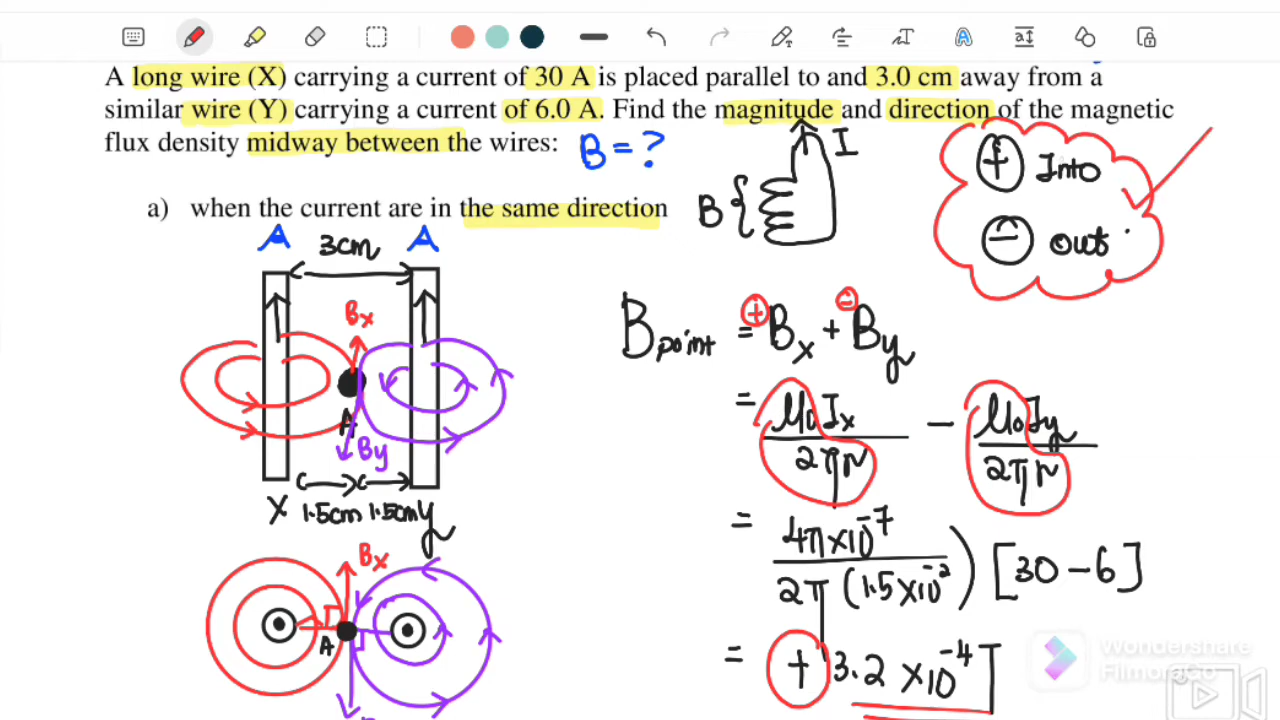 A long wire (X) carrying a current of 30 A is placed parallel to and 3.0 cm away from a
similar wire (Y) carrying a current of 6.0 A. Find the magnitude and direction of the magnetic
flux density midway between the wires: B = ?
a) when the current are in the same direction
I
B {
⊕ Into
⊖ out
A 3cm A
Bx
A
By
X 1.5cm 1.5cm y
Bx
A
B point = ⊕Bx + ⊖By
= μ₀Ix / 2πr − μ₀Iy / 2πr
= 4π×10⁻⁷ / 2π(1.5×10⁻²) ) [30 − 6]
= + 3.2 ×10⁻⁴ T
Wondershare
Filmora